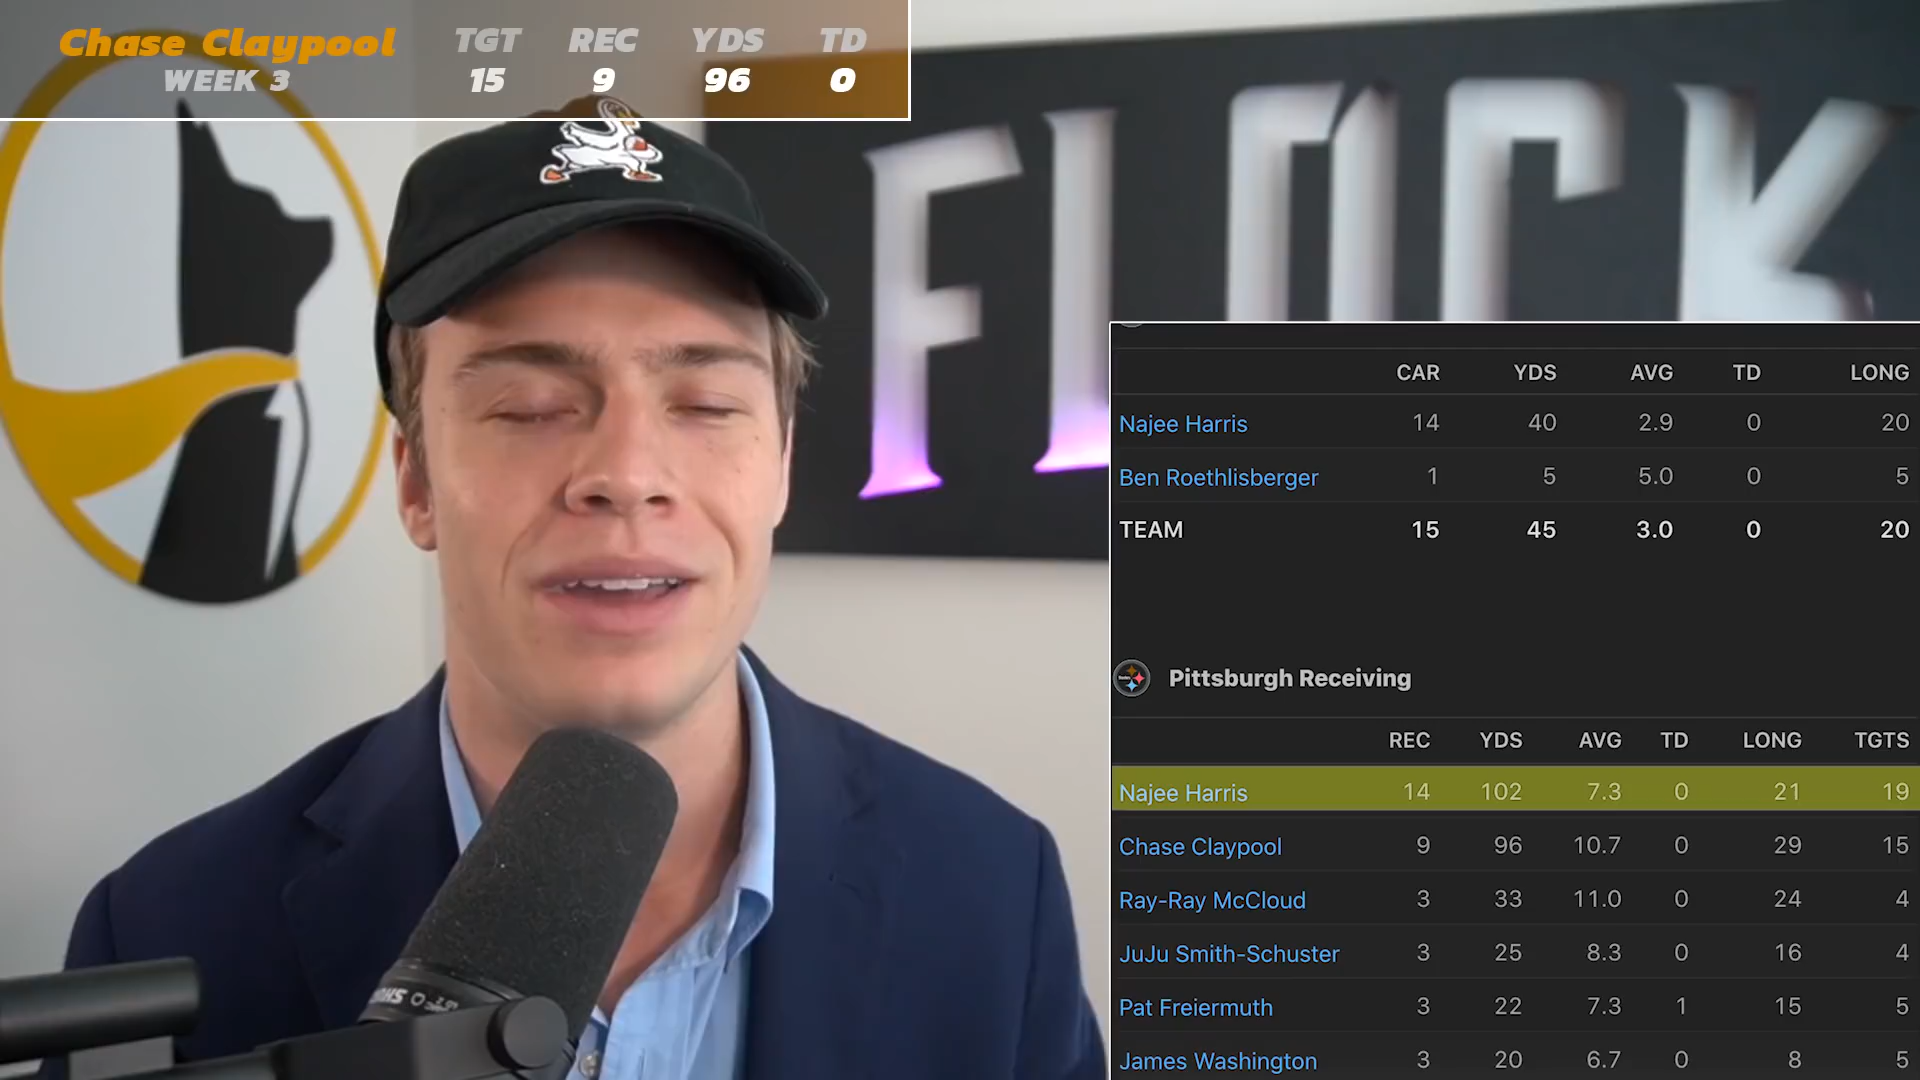 Chase Claypool TGT REC YDS TD
WEEK 3 15 9 96 0
FLOCK
CAR YDS AVG TD LONG
Najee Harris 14 40 2.9 0 20
Ben Roethlisberger 1 5 5.0 0 5
TEAM 15 45 3.0 0 20
Pittsburgh Receiving
REC YDS AVG TD LONG TGTS
Najee Harris 14 102 7.3 0 21 19
Chase Claypool 9 96 10.7 0 29 15
Ray-Ray McCloud 3 33 11.0 0 24 4
JuJu Smith-Schuster 3 25 8.3 0 16 4
Pat Freiermuth 3 22 7.3 1 15 5
James Washington 3 20 6.7 0 8 5